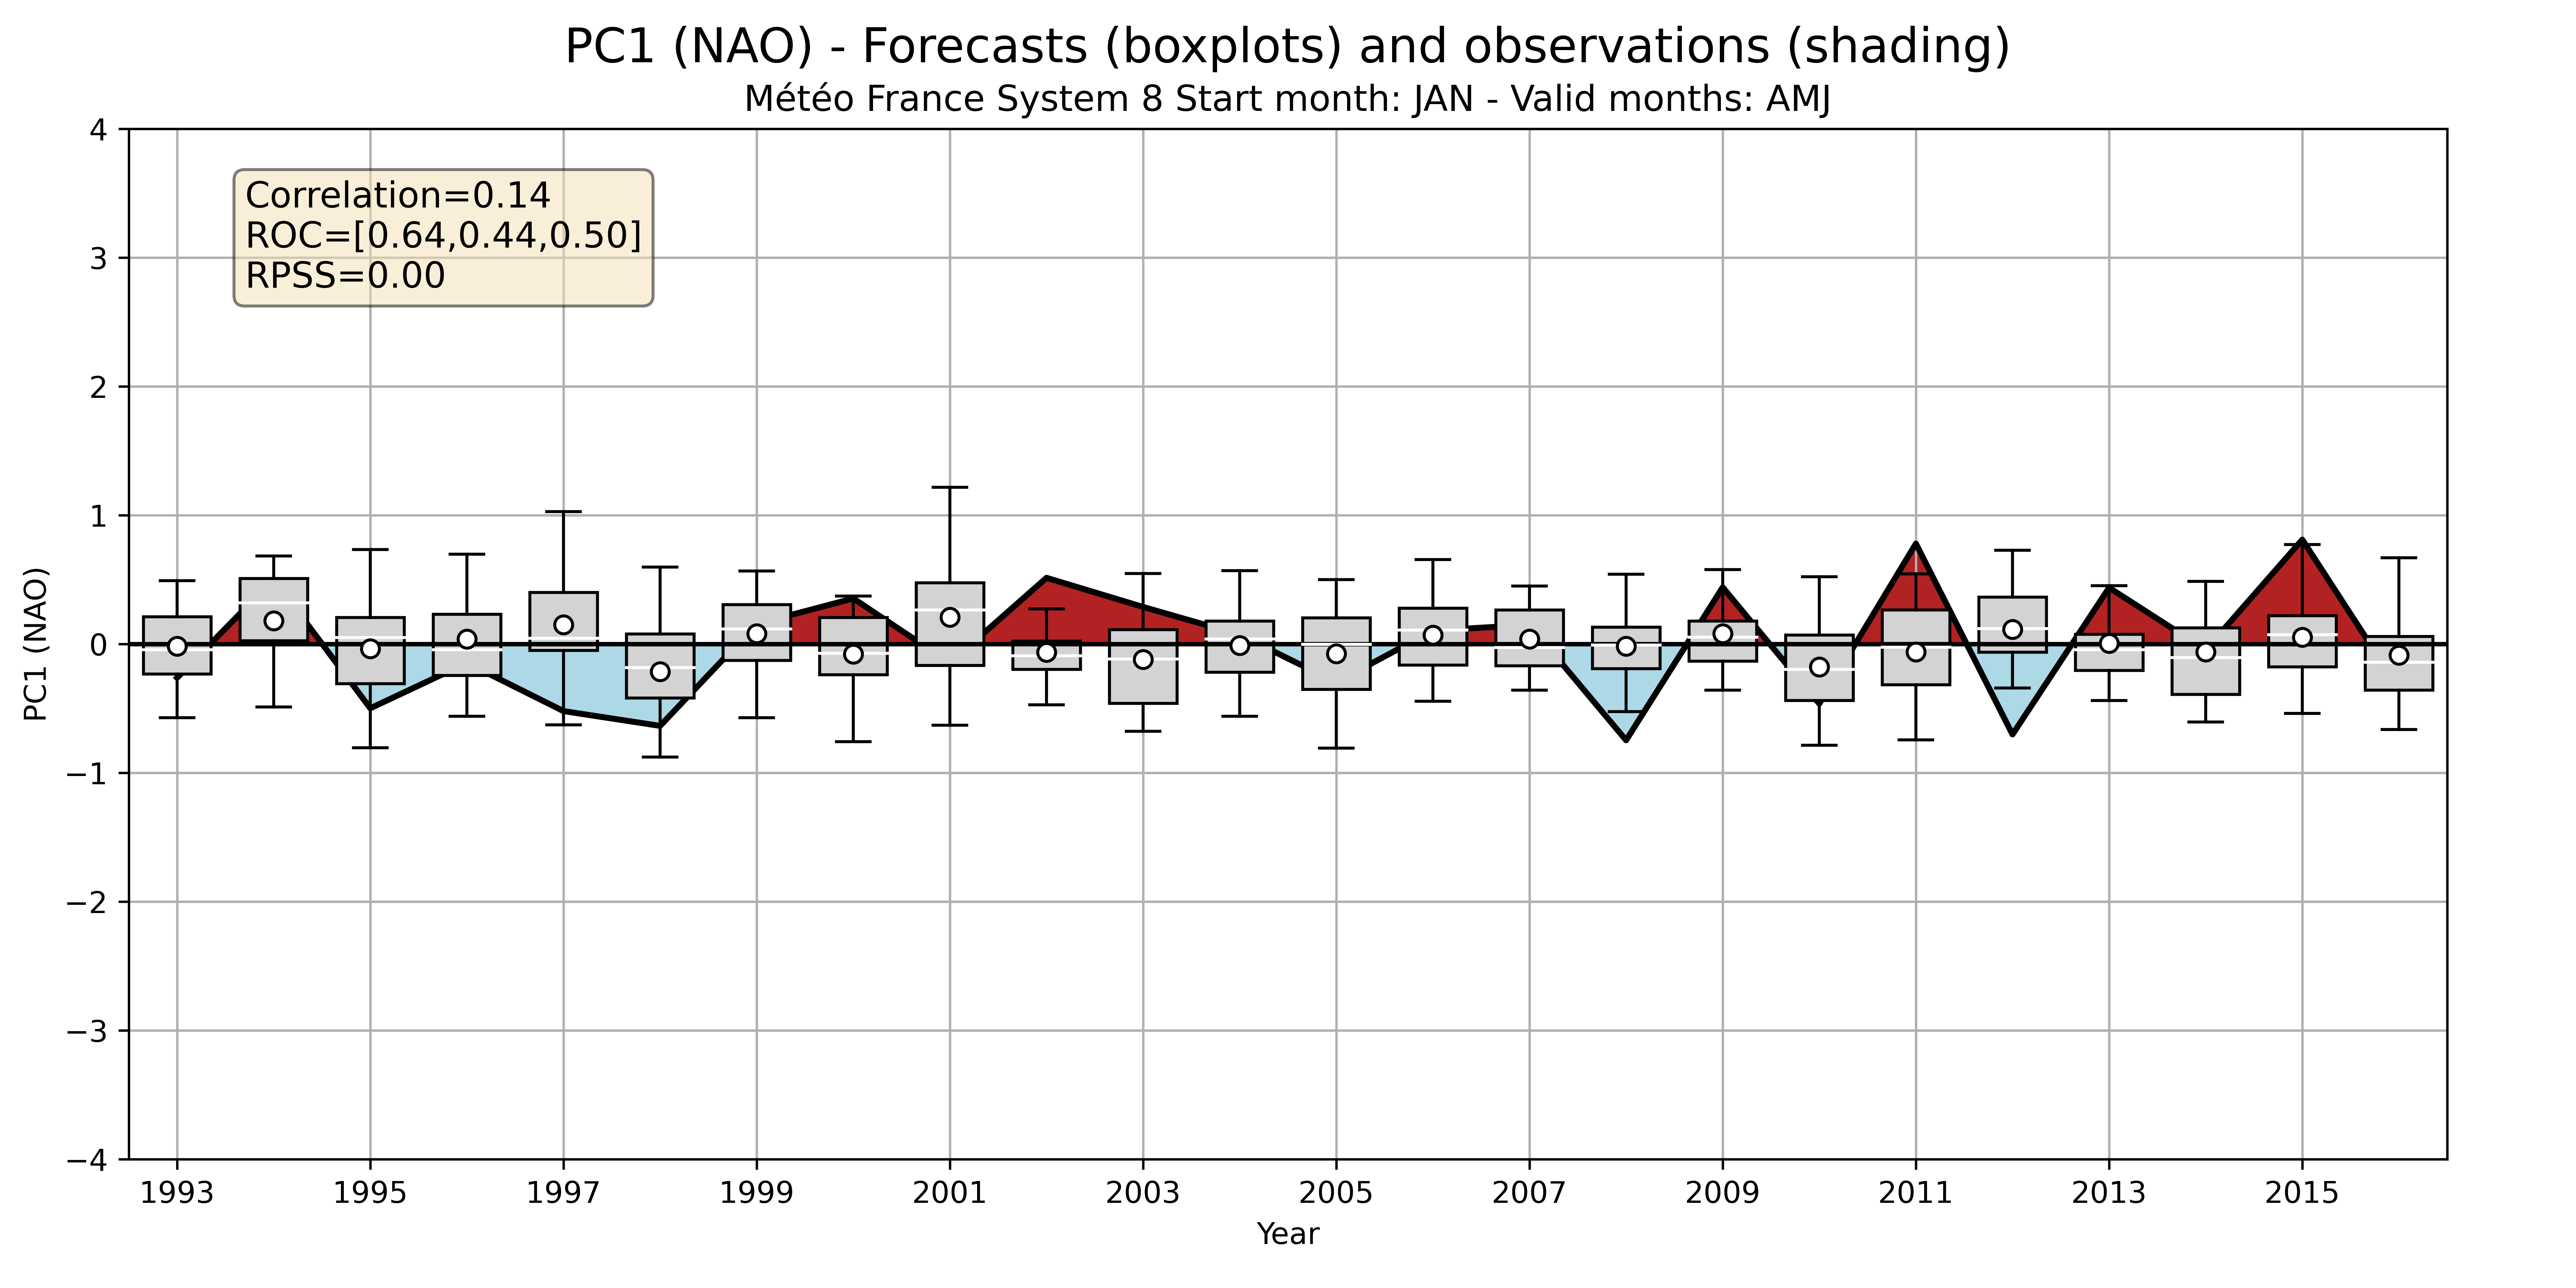 PC1 (NAO) - Forecasts (boxplots) and observations (shading)
Météo France System 8 Start month: JAN - Valid months: AMJ
Correlation=0.14
ROC=[0.64,0.44,0.50]
RPSS=0.00
PC1 (NAO)
4
3
2
1
0
−1
−2
−3
−4
1993 1995 1997 1999 2001 2003 2005 2007 2009 2011 2013 2015
Year